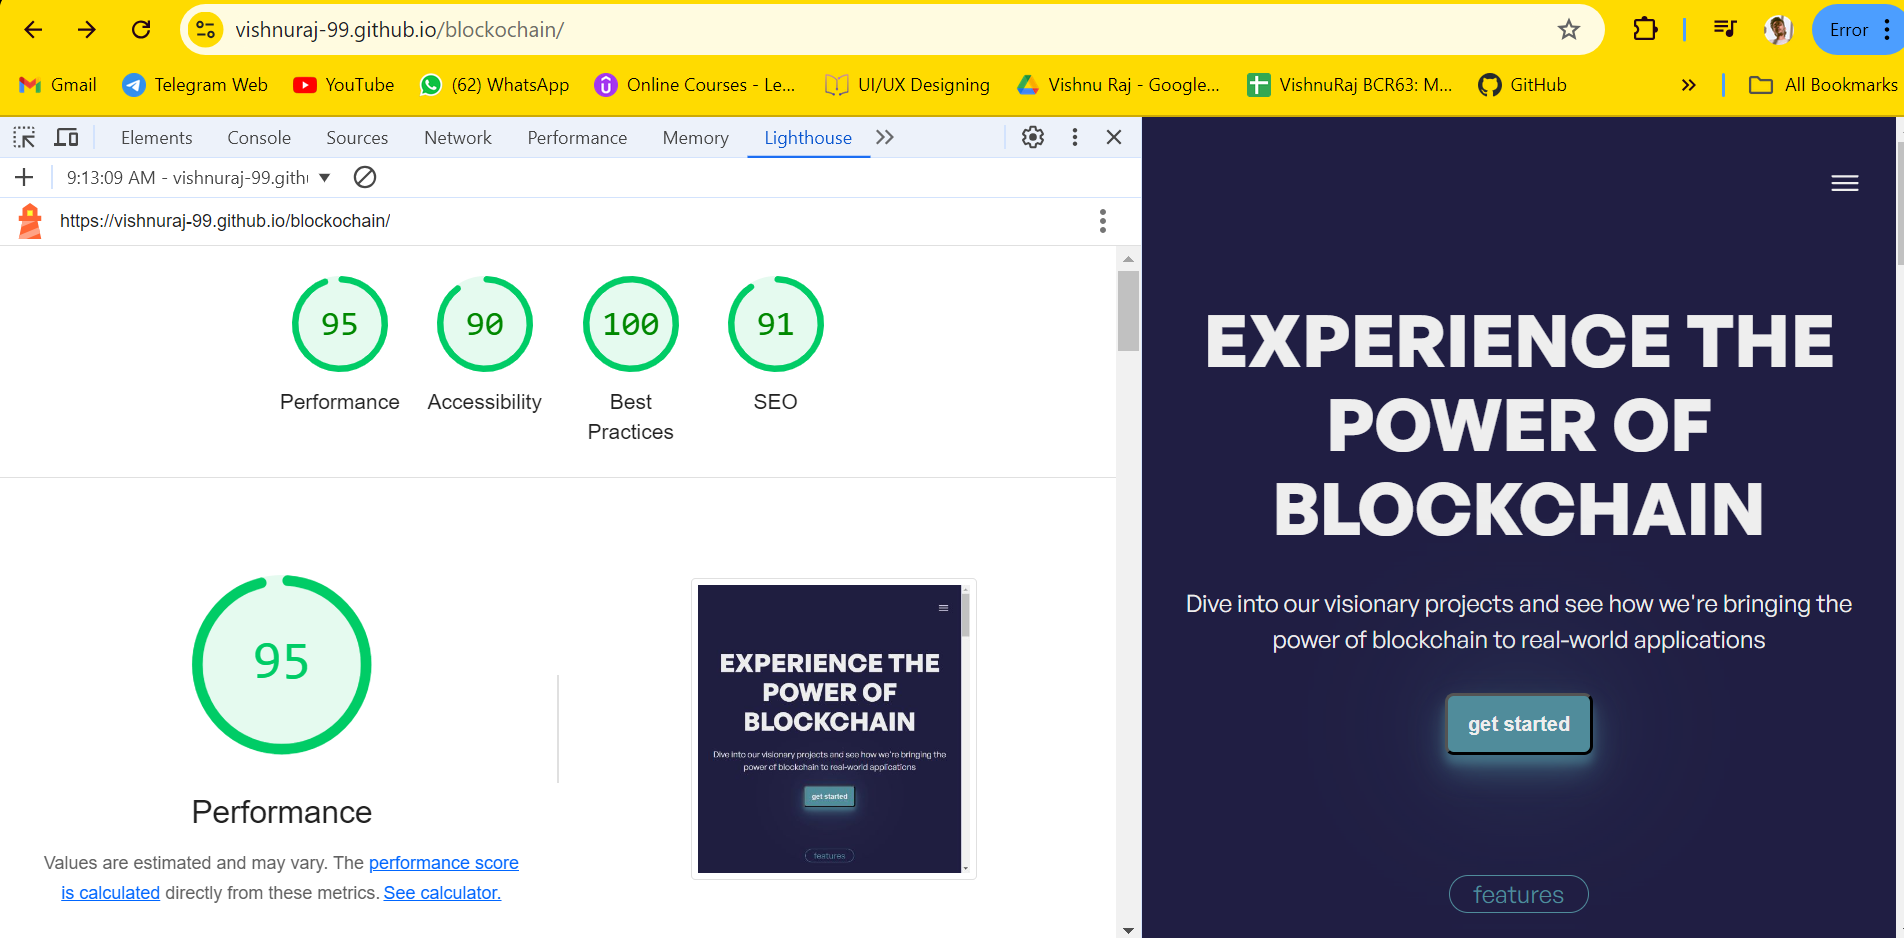 vishnuraj-99.github.io/blockochain/
Error
Gmail
Telegram Web
YouTube
(62) WhatsApp
Online Courses - Le...
UI/UX Designing
Vishnu Raj - Google...
VishnuRaj BCR63: M...
GitHub
All Bookmarks
Elements
Console
Sources
Network
Performance
Memory
Lighthouse
9:13:09 AM - vishnuraj-99.gith
https://vishnuraj-99.github.io/blockochain/
95
Performance
90
Accessibility
100
Best
Practices
91
SEO
95
Performance
Values are estimated and may vary. The performance score
is calculated directly from these metrics. See calculator.
EXPERIENCE THE
POWER OF
BLOCKCHAIN
Dive into our visionary projects and see how we're bringing the
power of blockchain to real-world applications
get started
features
EXPERIENCE THE
POWER OF
BLOCKCHAIN
Dive into our visionary projects and see how we're bringing the
power of blockchain to real-world applications
get started
features